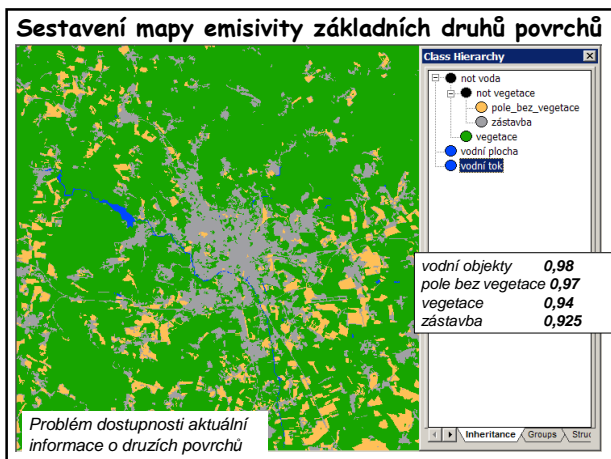 Sestavení mapy emisivity základních druhů povrchů
Class Hierarchy
not voda
not vegetace
pole_bez_vegetace
zástavba
vegetace
vodní plocha
vodní tok
vodní objekty 0,98
pole bez vegetace 0,97
vegetace 0,94
zástavba 0,925
Problém dostupnosti aktuální
informace o druzích povrchů
Inheritance Groups Struc